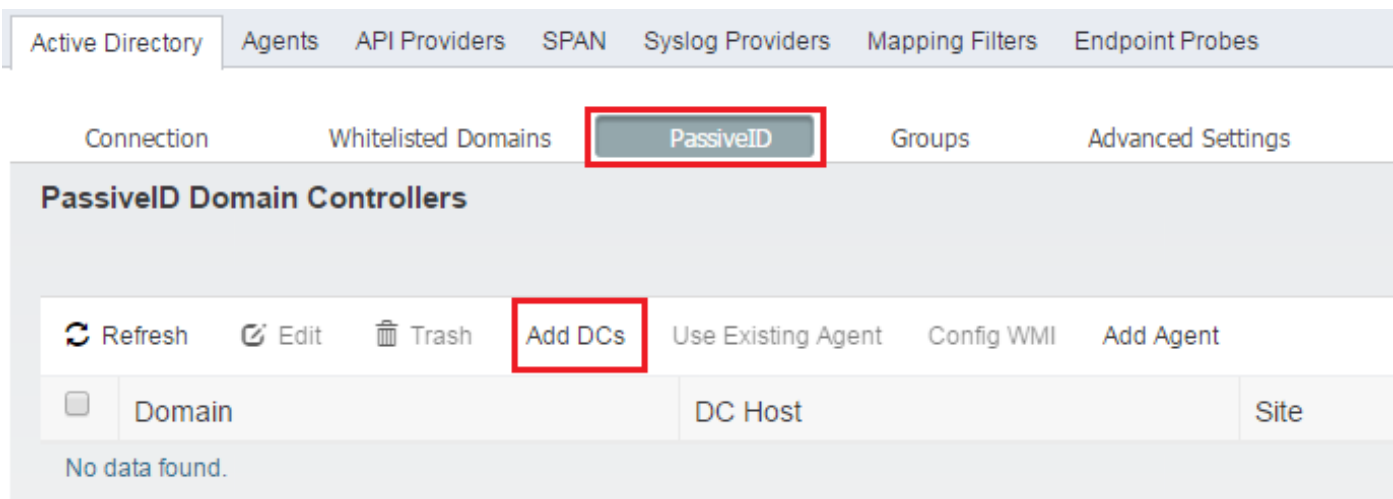 Active Directory Agents API Providers SPAN Syslog Providers Mapping Filters Endpoint Probes
Connection Whitelisted Domains PassiveID Groups Advanced Settings
PassiveID Domain Controllers
Refresh Edit Trash Add DCs Use Existing Agent Config WMI Add Agent
Domain DC Host Site
No data found.